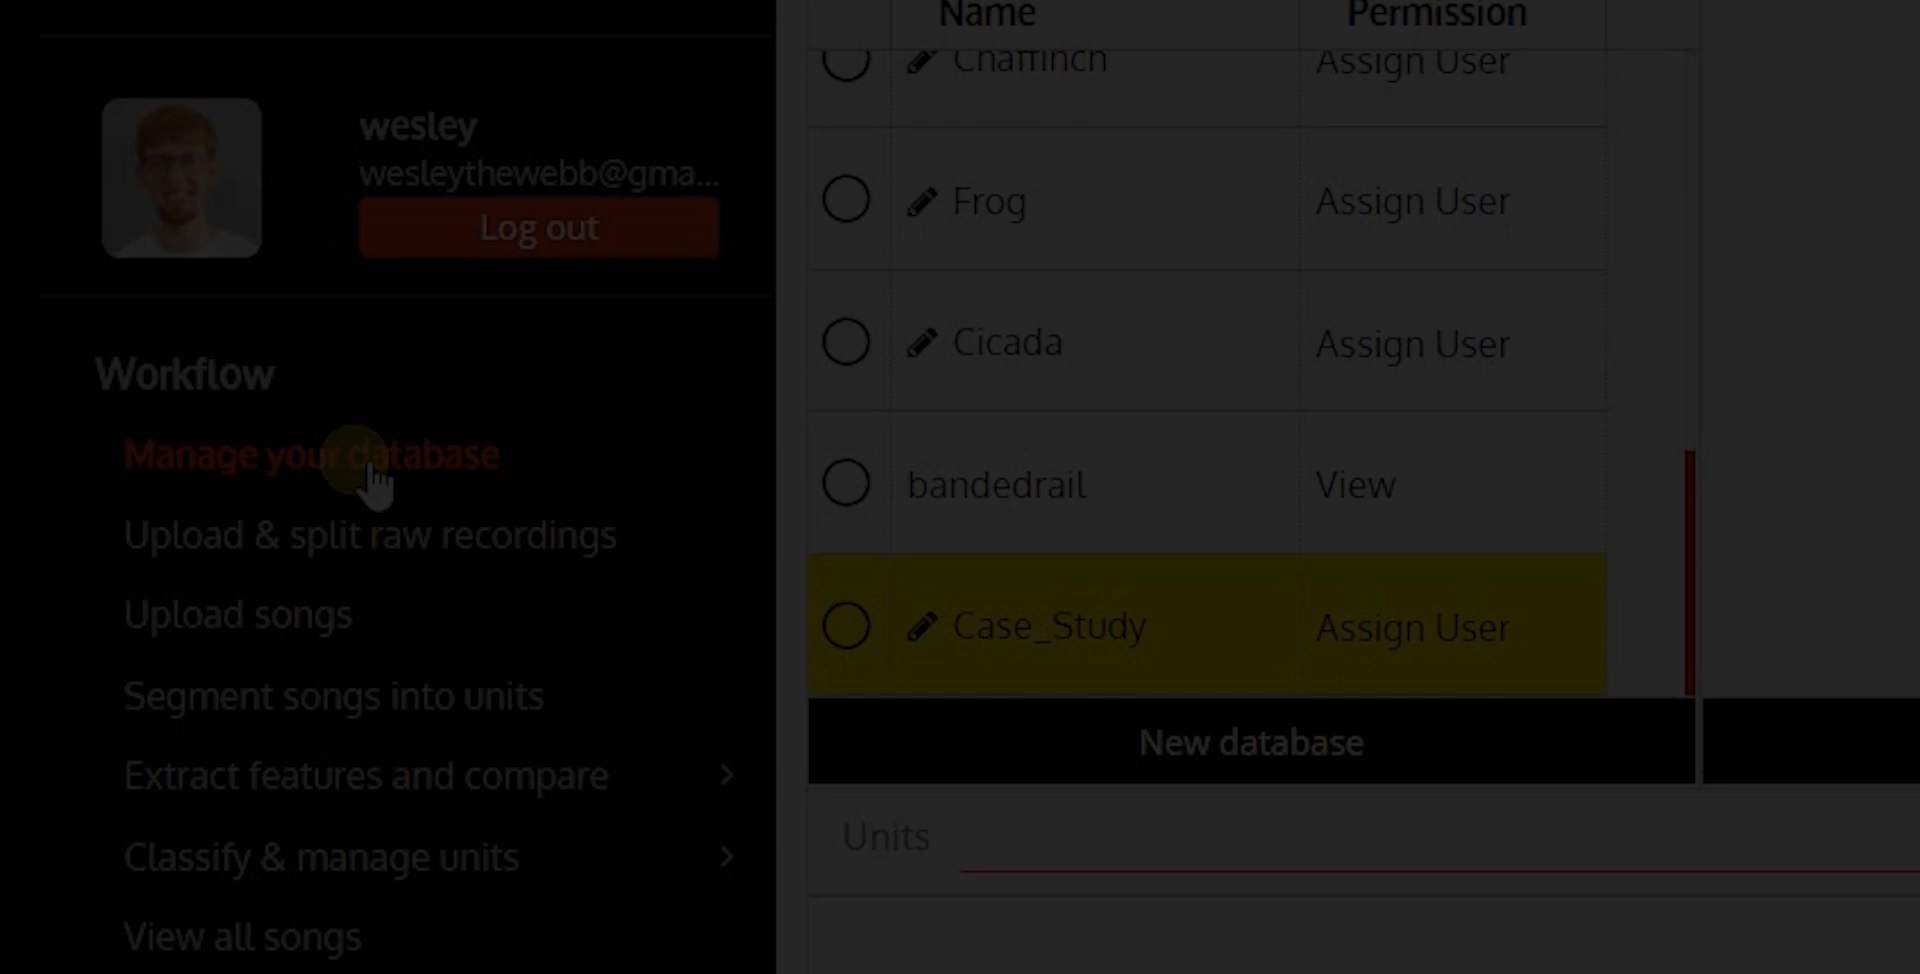 wesley
wesleythewebb@gma...
Log out
Workflow
Manage your database
Upload & split raw recordings
Upload songs
Segment songs into units
Extract features and compare
Classify & manage units
View all songs
Name Permission
Chaffinch Assign User
Frog Assign User
Cicada Assign User
bandedrail View
Case_Study Assign User
New database
Units